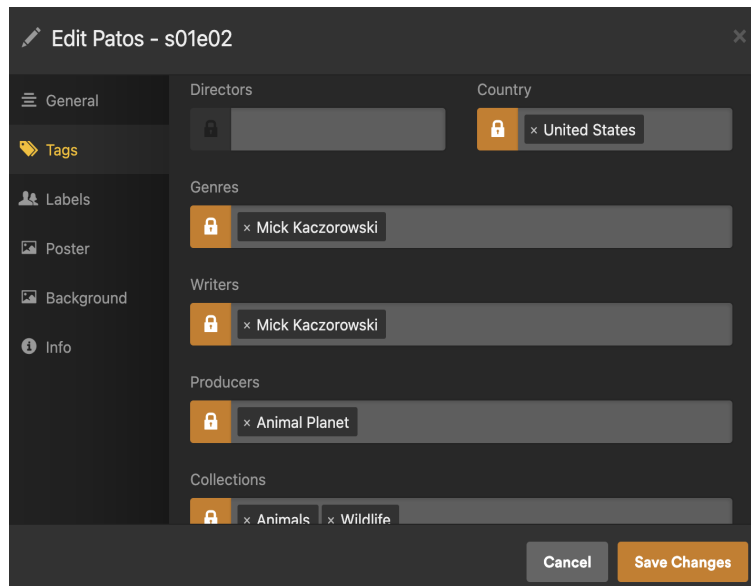 Edit Patos - s01e02
×
General
Tags
Labels
Poster
Background
Info
Directors
Country
× United States
Genres
× Mick Kaczorowski
Writers
× Mick Kaczorowski
Producers
× Animal Planet
Collections
× Animals × Wildlife
Cancel
Save Changes